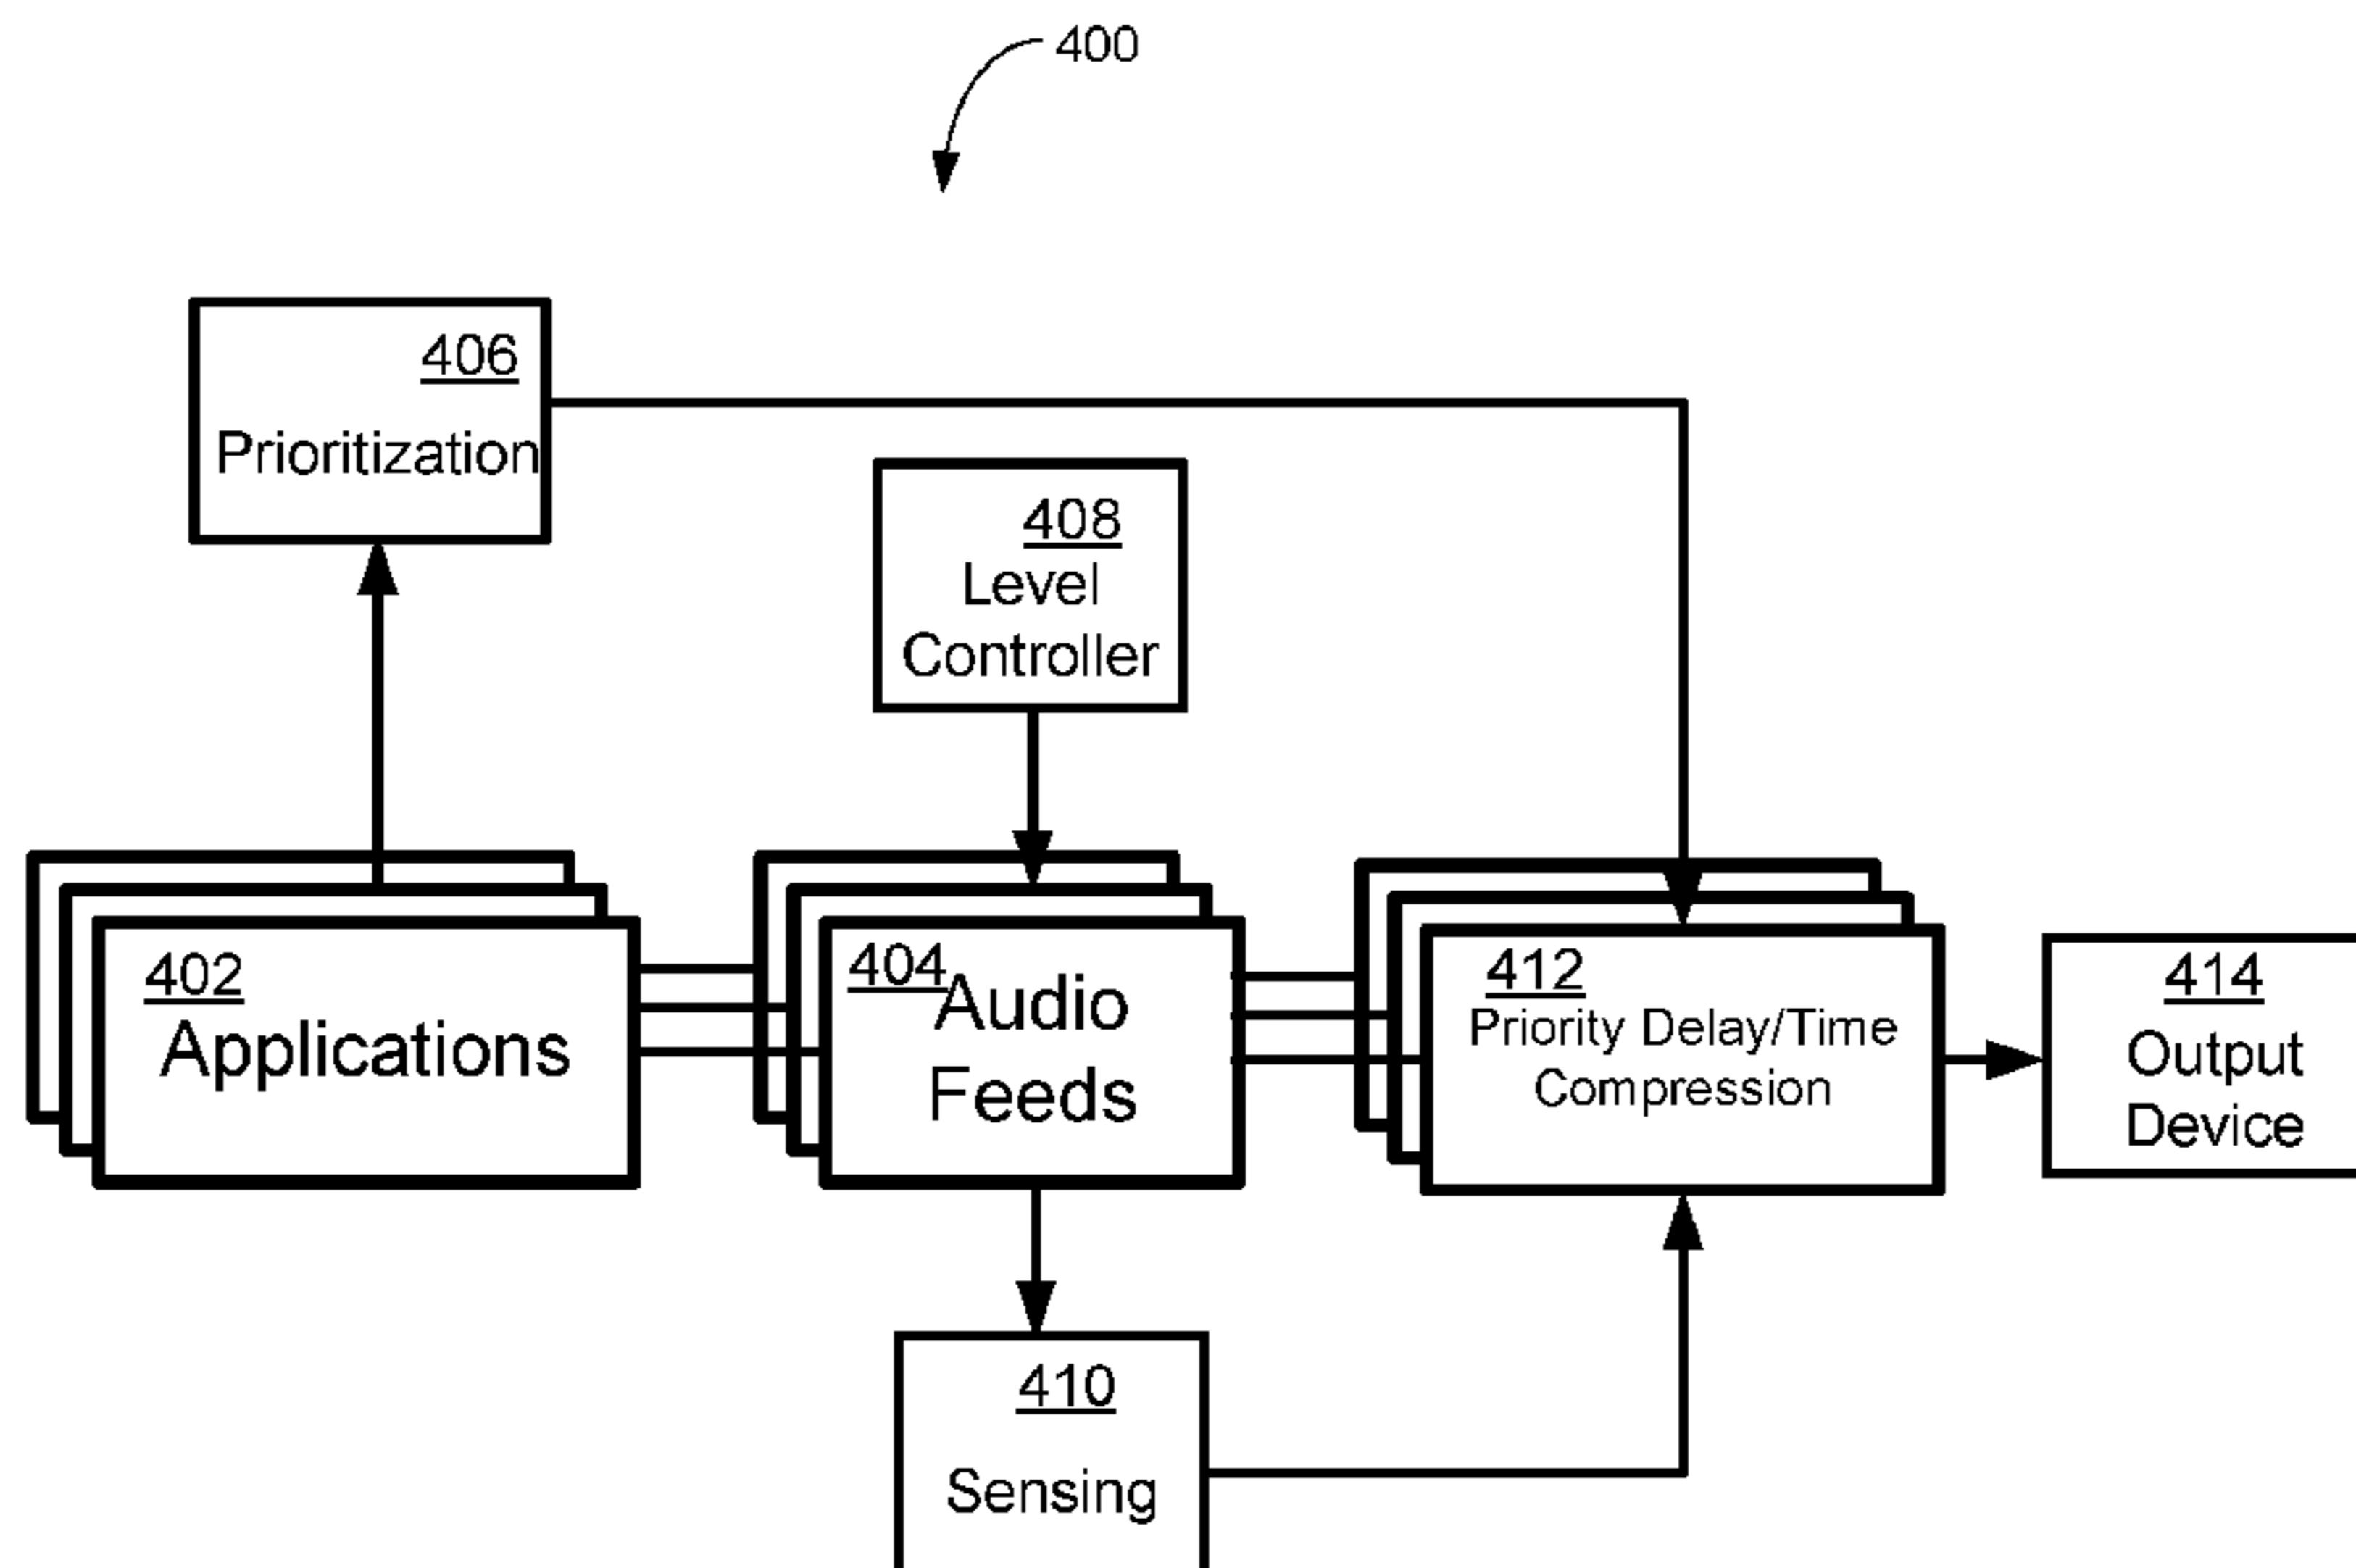 400
406
Prioritization
408
Level
Controller
402
Applications
404
Audio
Feeds
412
Priority Delay/Time
Compression
414
Output
Device
410
Sensing